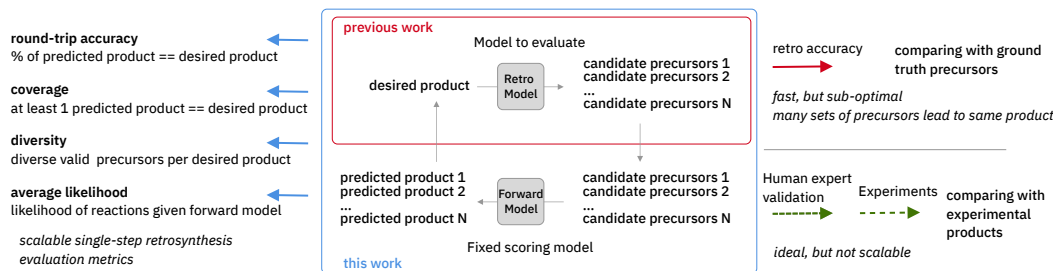 round-trip accuracy
% of predicted product == desired product
coverage
at least 1 predicted product == desired product
diversity
diverse valid precursors per desired product
average likelihood
likelihood of reactions given forward model
scalable single-step retrosynthesis
evaluation metrics
previous work
Model to evaluate
desired product
Retro
Model
candidate precursors 1
candidate precursors 2
...
candidate precursors N
predicted product 1
predicted product 2
...
predicted product N
Forward
Model
candidate precursors 1
candidate precursors 2
...
candidate precursors N
Fixed scoring model
this work
retro accuracy
comparing with ground
truth precursors
fast, but sub-optimal
many sets of precursors lead to same product
Human expert
validation
Experiments
comparing with
experimental
products
ideal, but not scalable